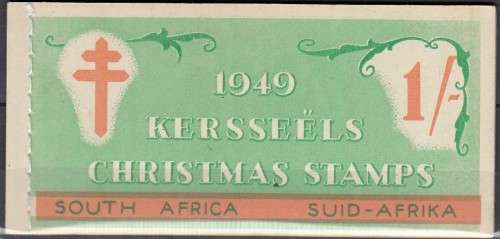 1949
1/-
KERSSEËLS
CHRISTMAS STAMPS
SOUTH AFRICA SUID-AFRIKA